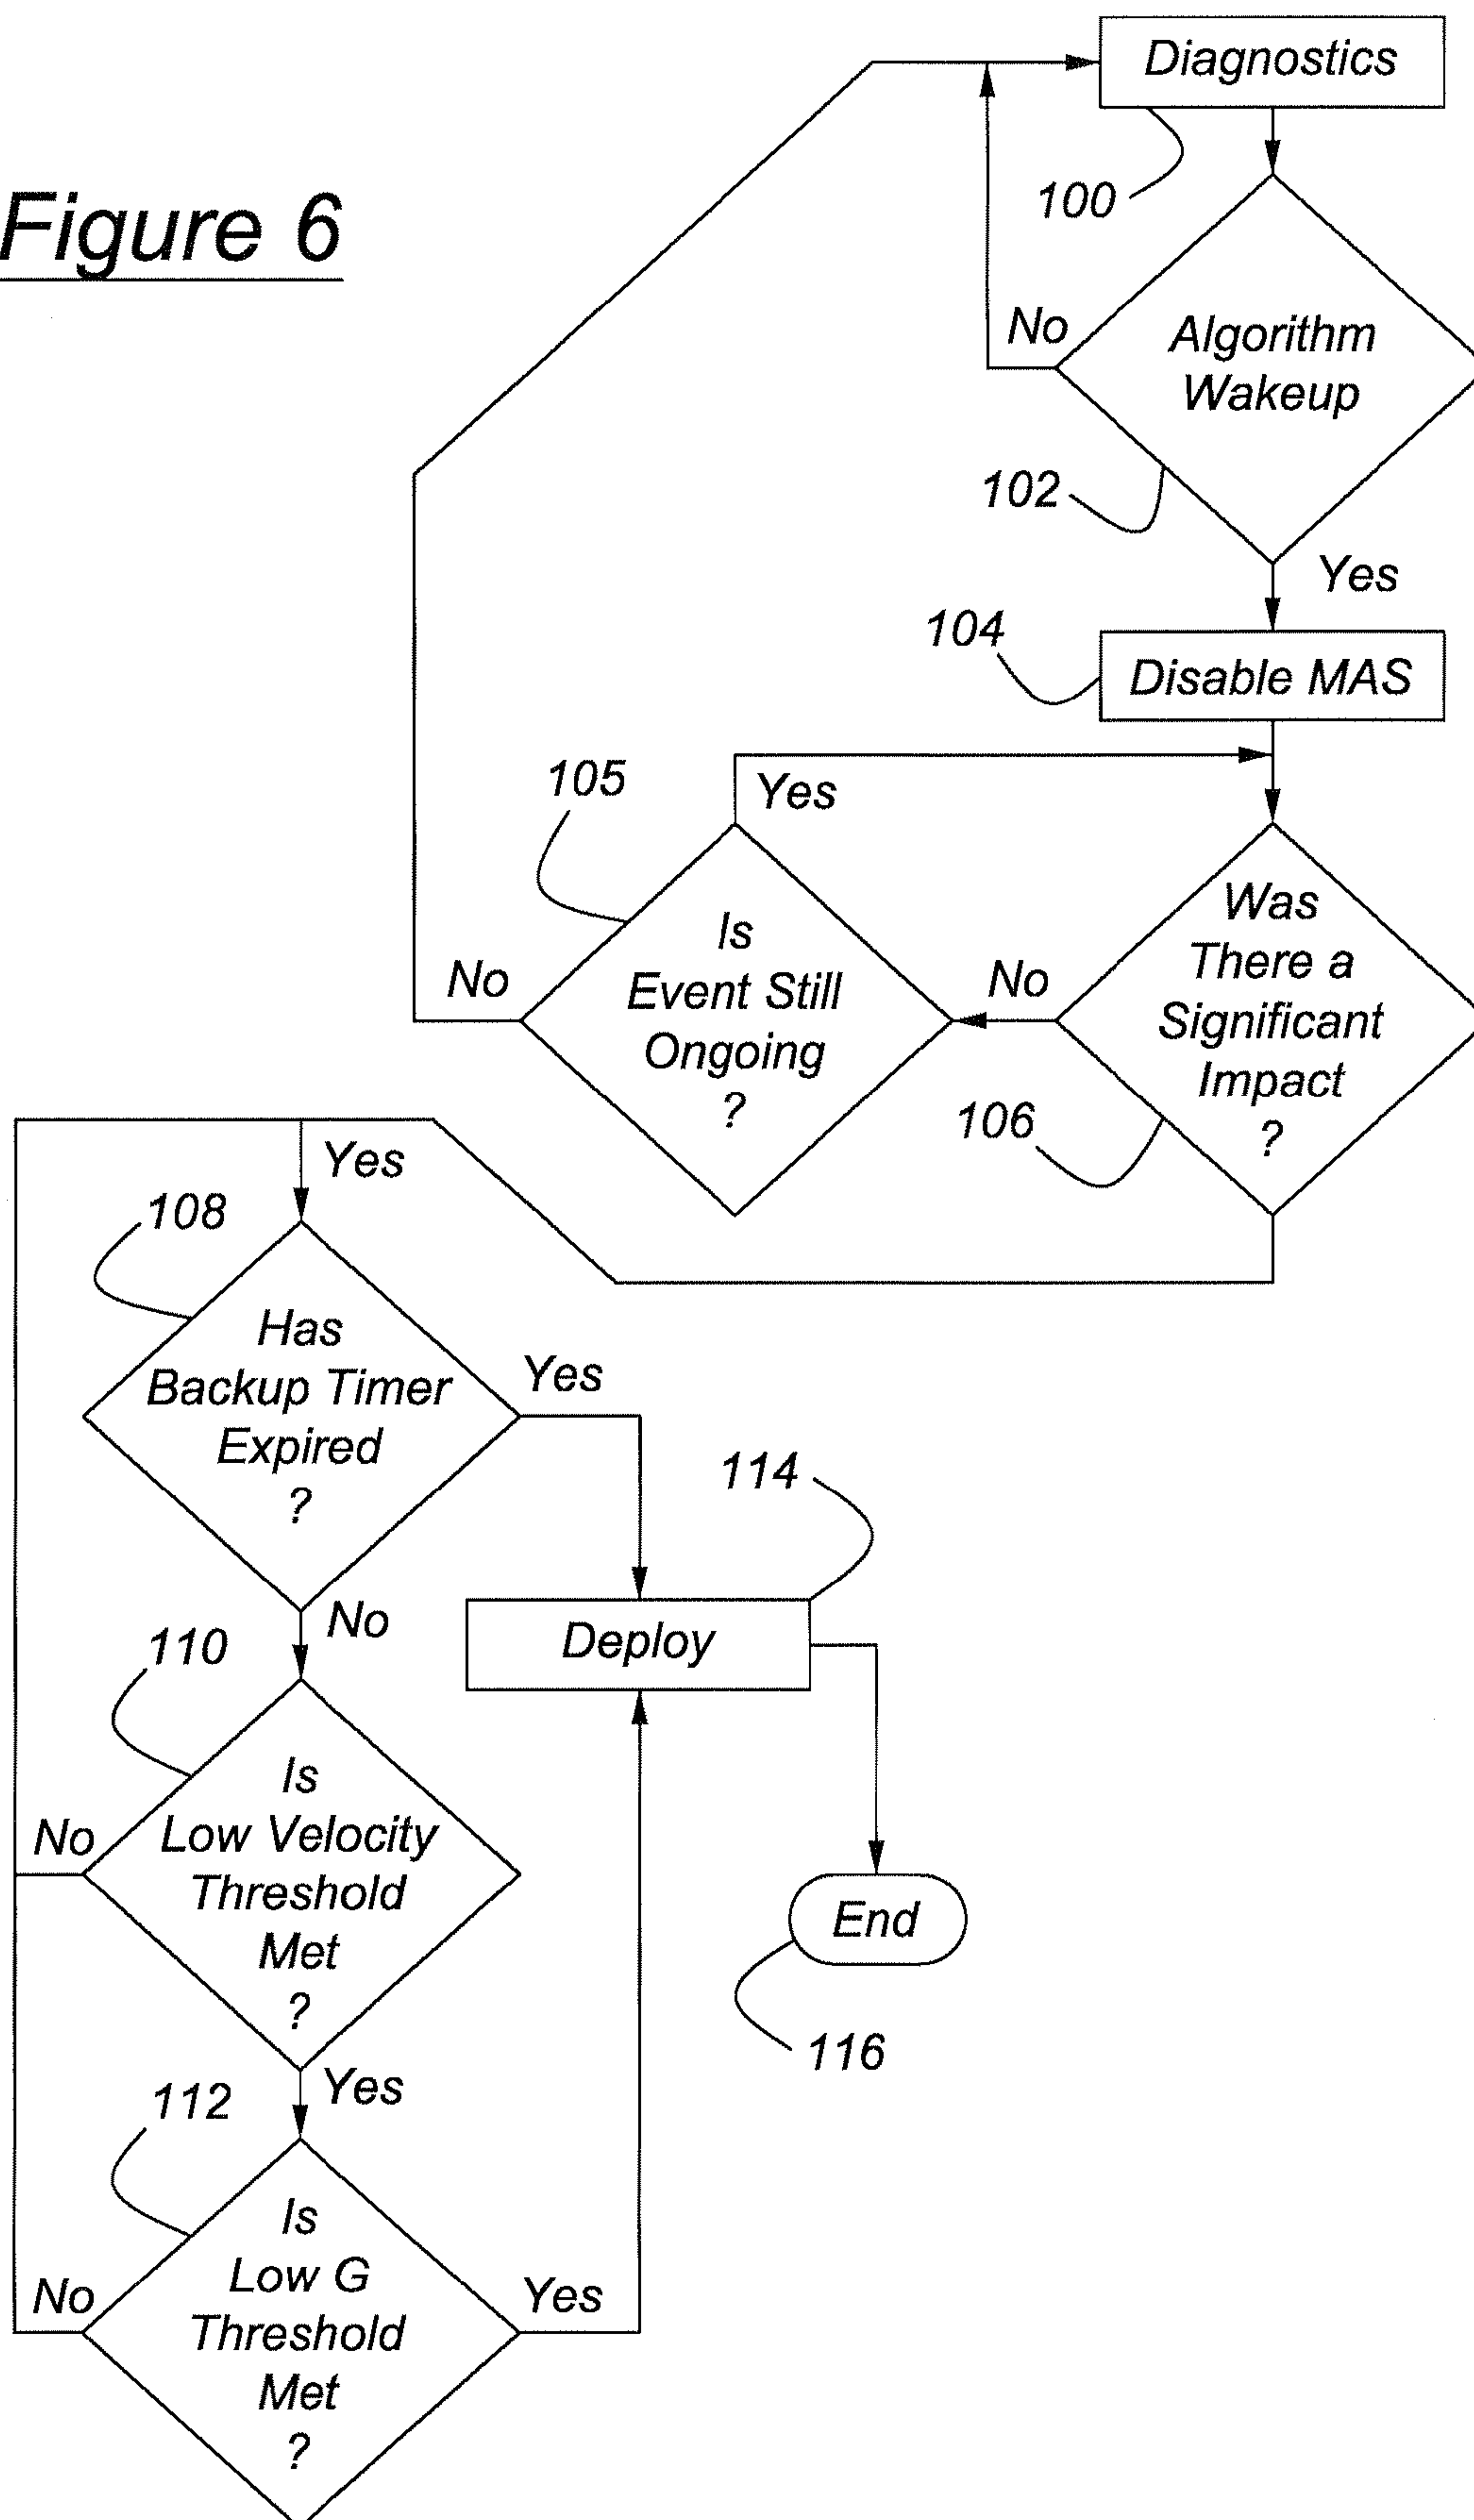 Figure 6
Diagnostics
100
Algorithm
Wakeup
No
102
Yes
104
Disable MAS
105
Yes
Is
Event Still
Ongoing
?
No
No
Was
There a
Significant
Impact
?
106
Yes
108
Has
Backup Timer
Expired
?
Yes
No
114
Deploy
110
Is
Low Velocity
Threshold
Met
?
No
Yes
End
116
112
Is
Low G
Threshold
Met
?
No
Yes